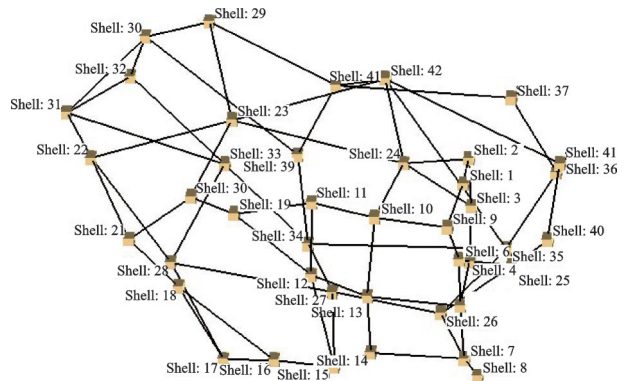 Shell: 29
Shell: 30
Shell: 32
Shell: 41
Shell: 42
Shell: 31
Shell: 23
Shell: 37
Shell: 22
Shell: 33
Shell: 39
Shell: 24
Shell: 2
Shell: 1
Shell: 41
Shell: 36
Shell: 30
Shell: 19
Shell: 11
Shell: 10
Shell: 3
Shell: 9
Shell: 21
Shell: 34
Shell: 6
Shell: 40
Shell: 35
Shell: 28
Shell: 12
Shell: 4
Shell: 25
Shell: 18
Shell: 27
Shell: 13
Shell: 26
Shell: 17
Shell: 16
Shell: 15
Shell: 14
Shell: 7
Shell: 8